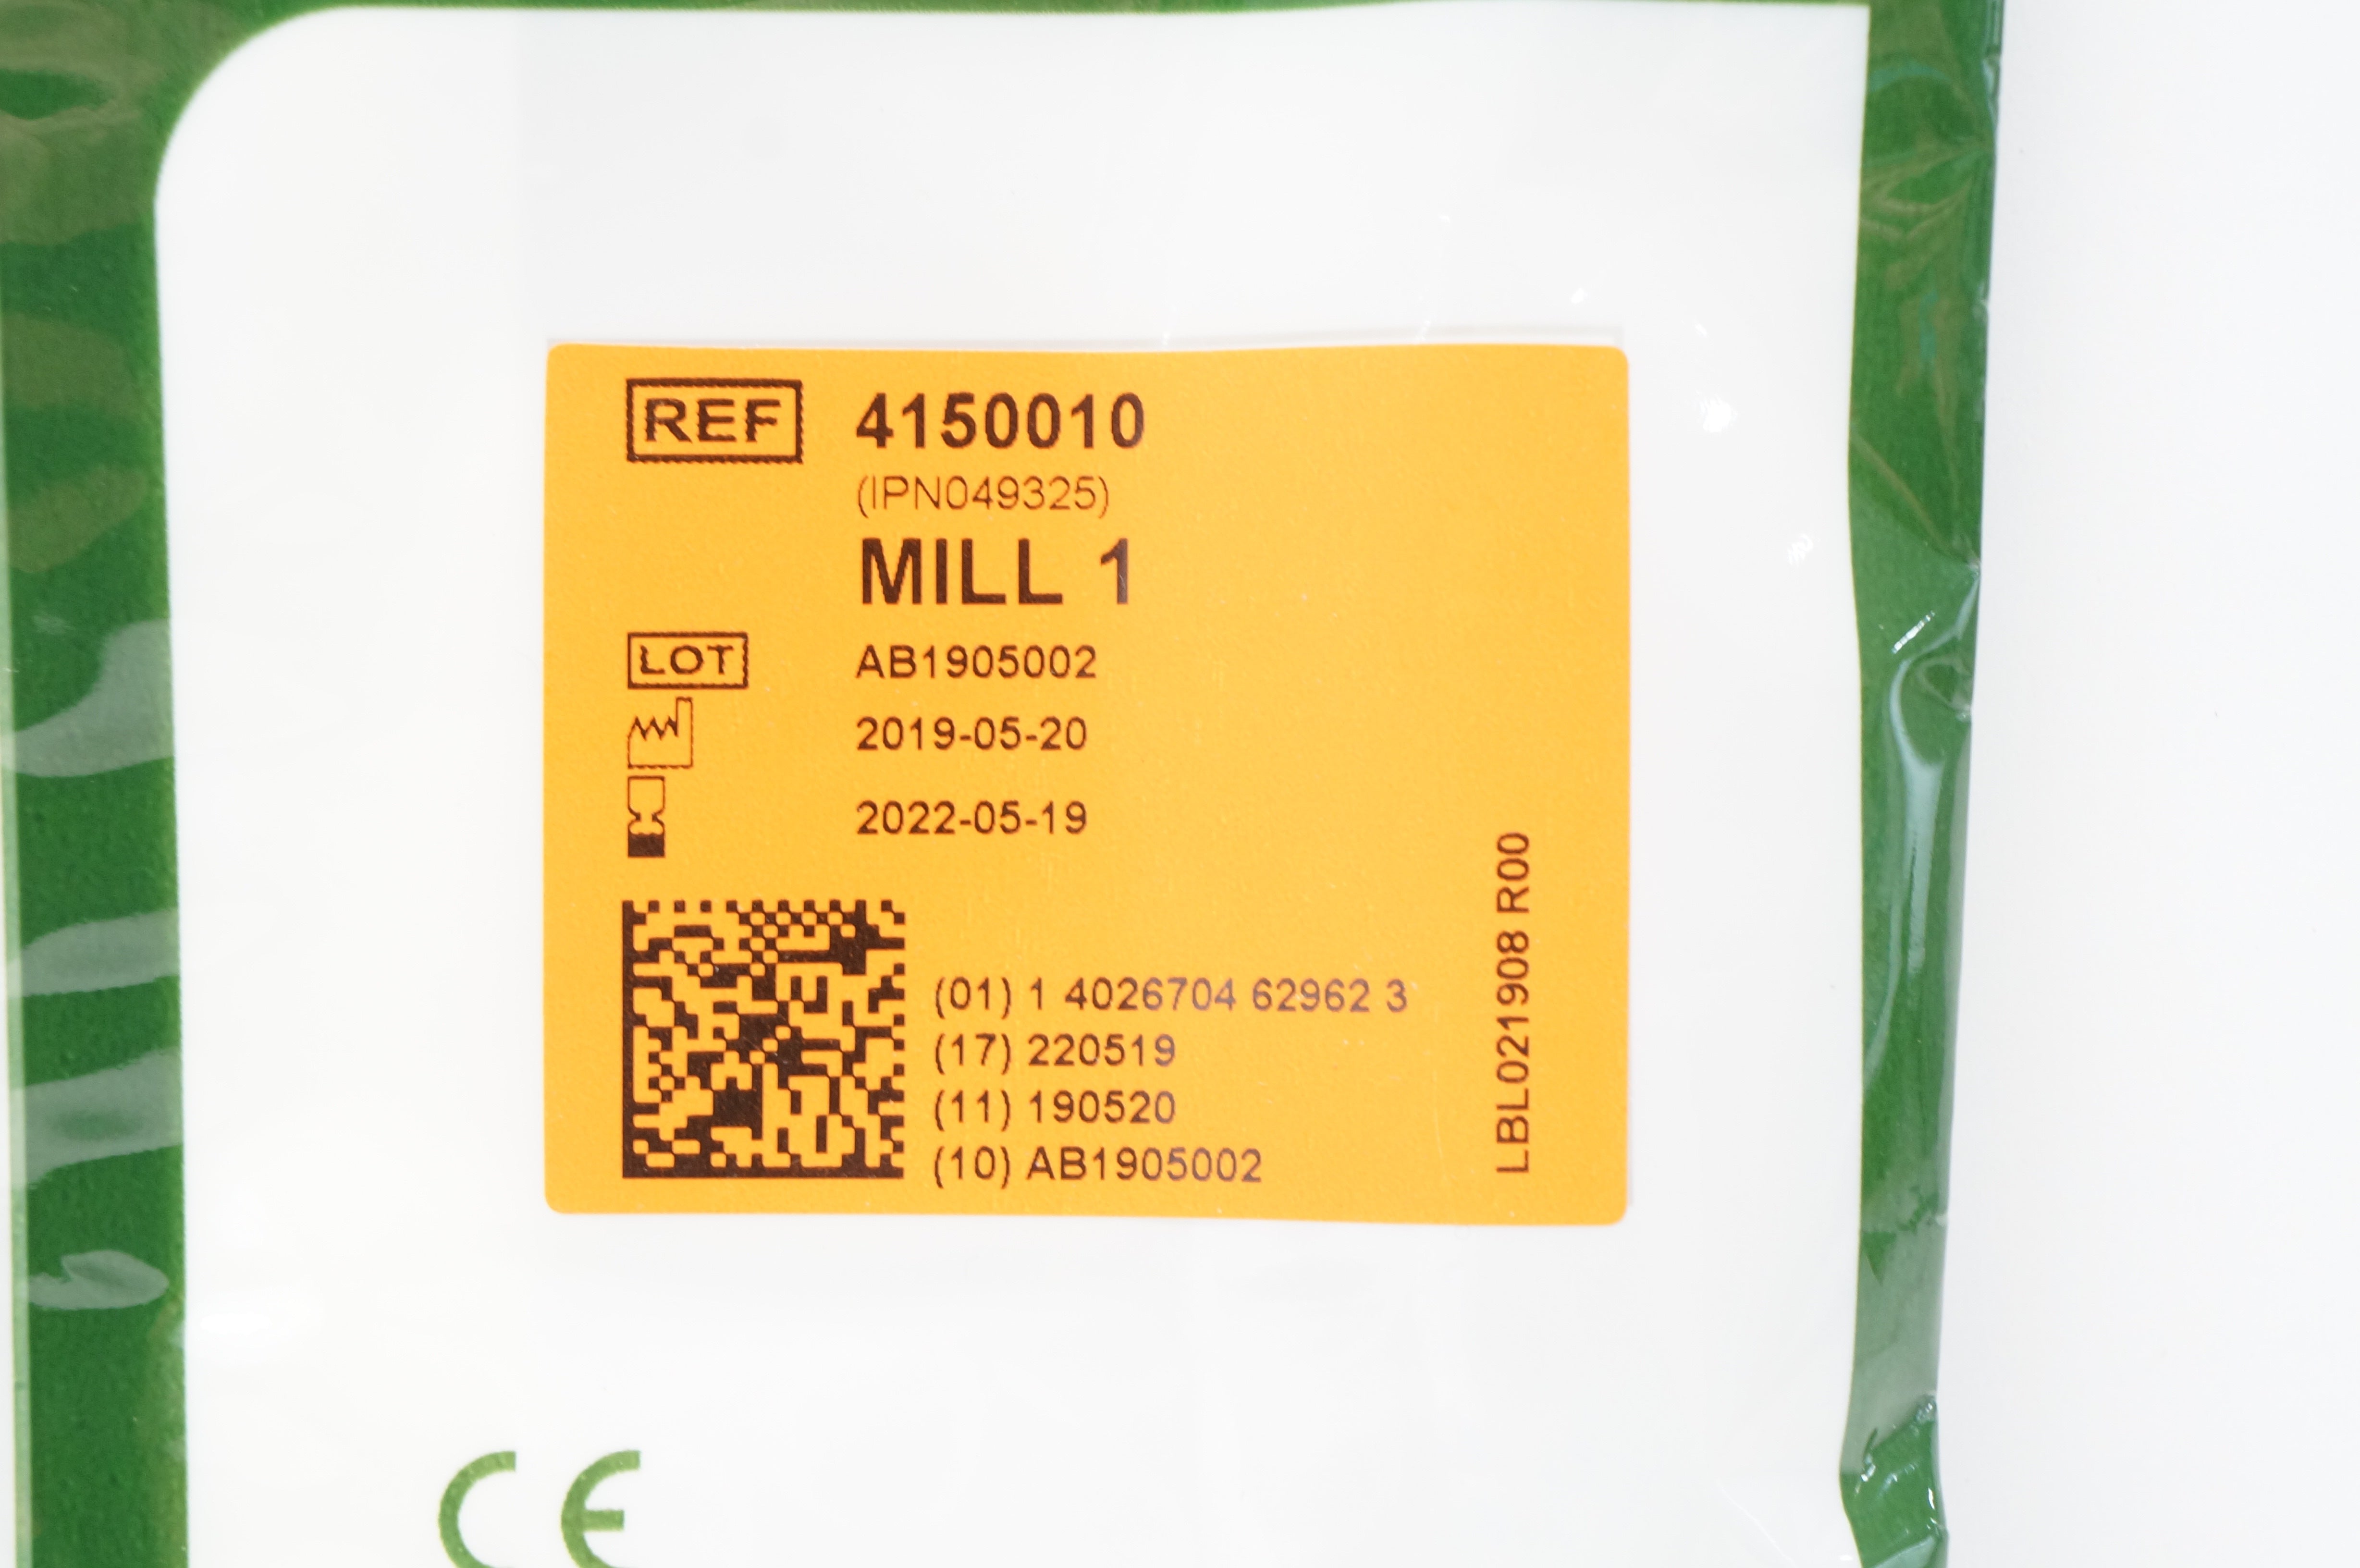 REF 4150010
(IPN049325)
MILL 1
LOT AB1905002
2019-05-20
2022-05-19
(01) 1 4026704 62962 3
(17) 220519
(11) 190520
(10) AB1905002
LBL021908 R00
CE